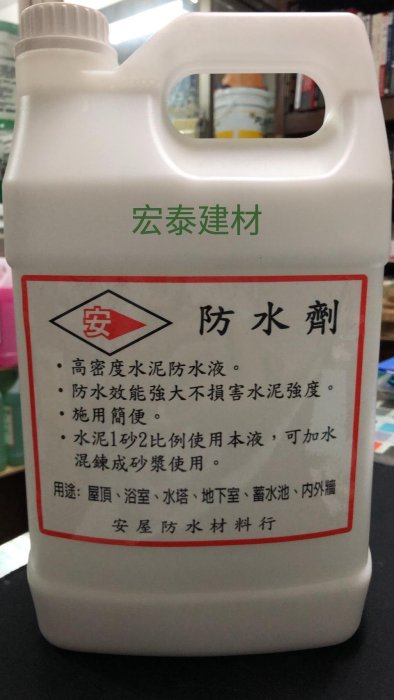 宏泰建材
安
防水劑
・高密度水泥防水液。
・防水效能強大不損害水泥強度。
・施用簡便。
・水泥1砂2比例使用本液，可加水
混鍊成砂漿使用。
用途：屋頂、浴室、水塔、地下室、蓄水池、內外牆
安屋防水材料行